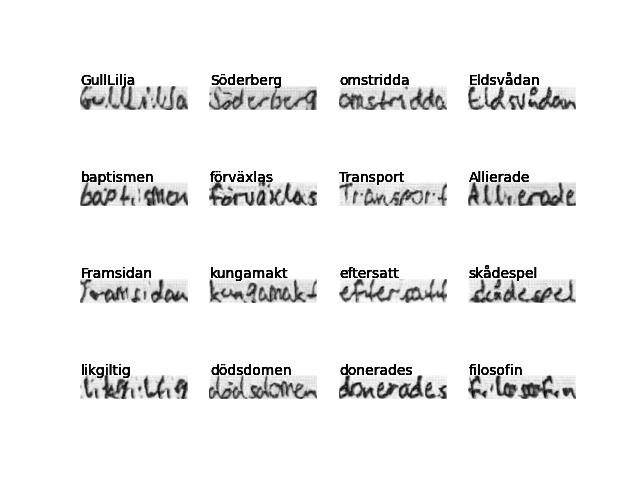 GullLilja Söderberg omstridda Eldsvådan
GullLilja Söderberg omstridda Eldsvådan
baptismen förväxlas Transport Allierade
baptismen förväxlas Transport Allierade
Framsidan kungamakt eftersatt skådespel
Framsidan kungamakt eftersatt skådespel
likgiltig dödsdomen donerades filosofin
likgiltig dödsdomen donerades filosofin